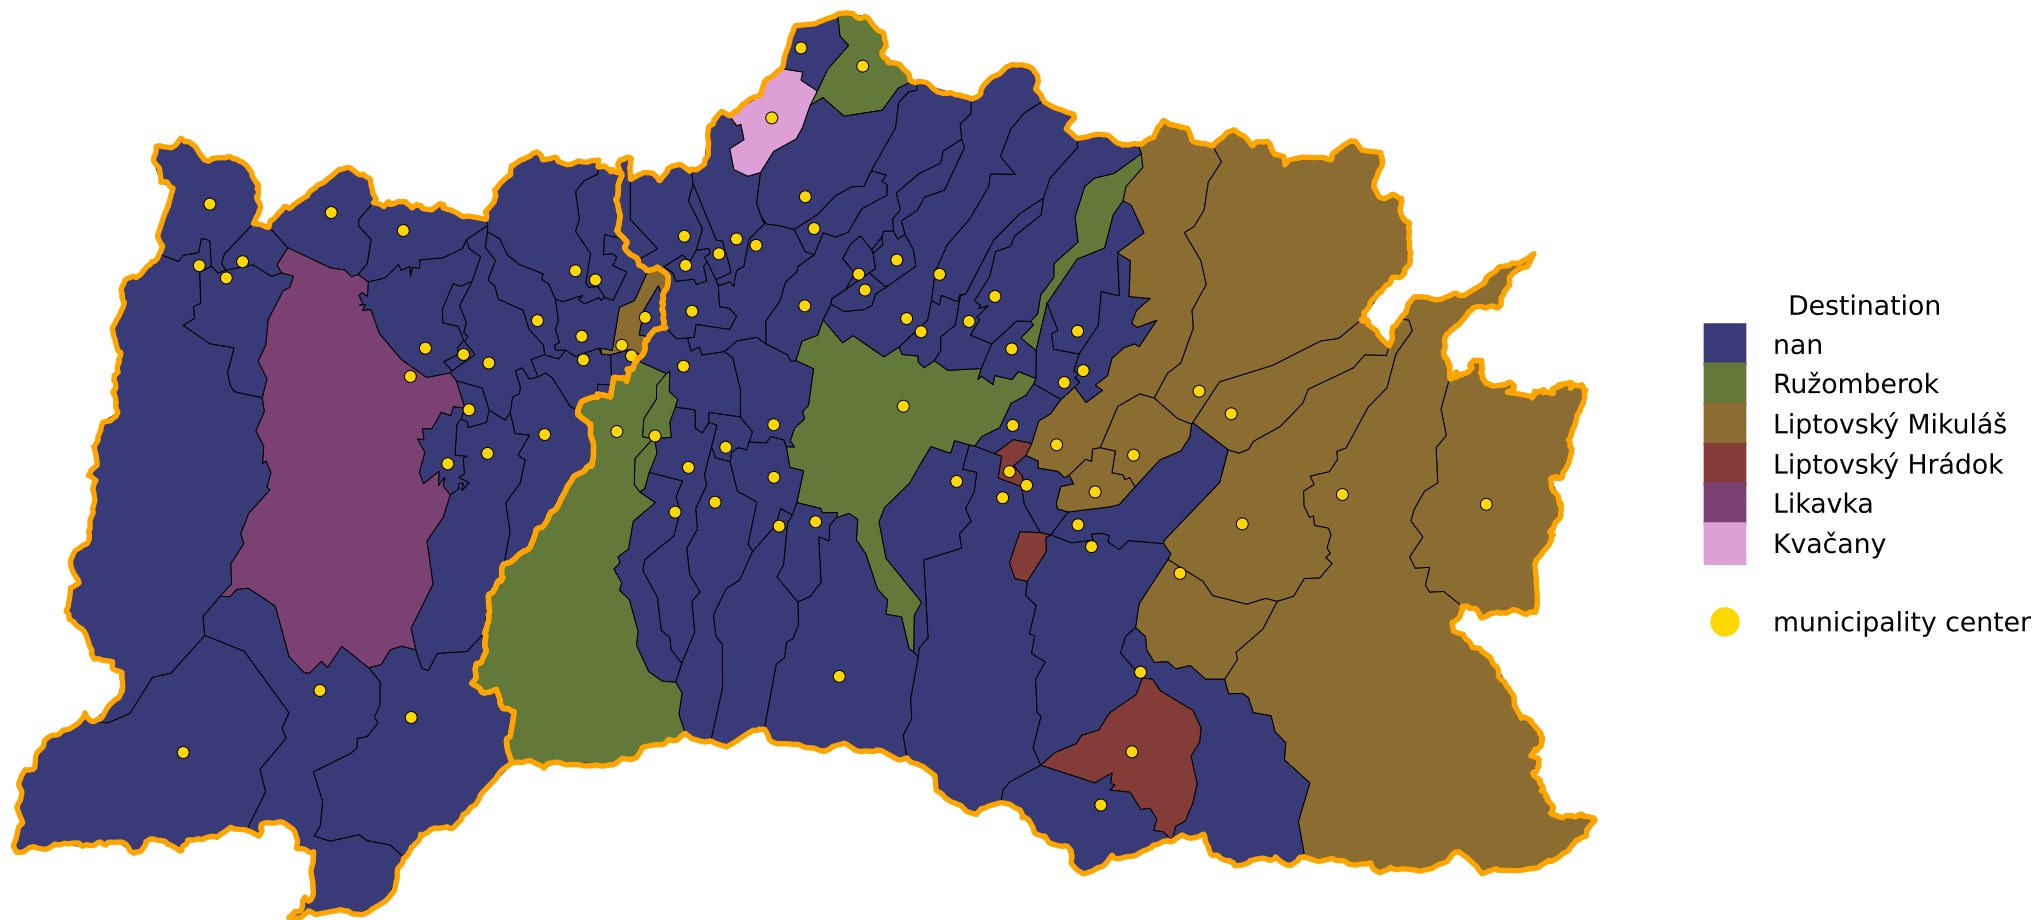 Destination
nan
Ružomberok
Liptovský Mikuláš
Liptovský Hrádok
Likavka
Kvačany
municipality center